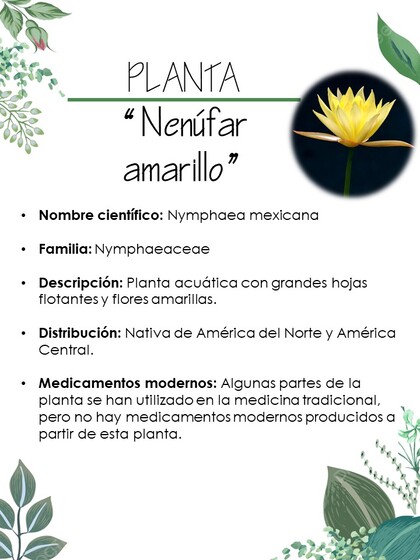 PLANTA
“Nenúfar
amarillo”
• Nombre científico: Nymphaea mexicana
• Familia: Nymphaeaceae
• Descripción: Planta acuática con grandes hojas
flotantes y flores amarillas.
• Distribución: Nativa de América del Norte y América
Central.
• Medicamentos modernos: Algunas partes de la
planta se han utilizado en la medicina tradicional,
pero no hay medicamentos modernos producidos a
partir de esta planta.